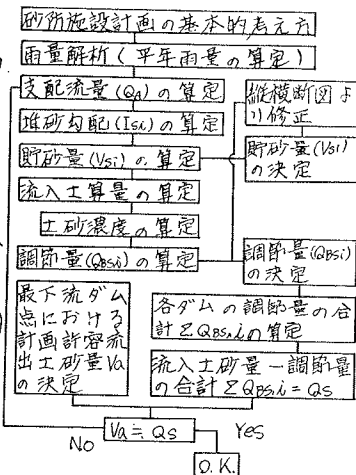 砂防施設計画の基本的考え方
雨量解析(平年雨量の算定)
支配流量(QA)の算定
堆砂勾配(Isi)の算定
貯砂量(Vsi)の算定
流入土算量の算定
土砂濃度の算定
調節量(QBS,i)の算定
縦横断図よ
り修正
貯砂量(Vsi)
の決定
調節量(QBSi)
の決定
最下流ダム
点における
計画許容流
出土砂量Va
の決定
各ダムの調節量の合
計ΣQBS,iの算定
流入土砂量-調節量
の合計ΣQBS,i=QS
Va≒QS
No
Yes
O.K.